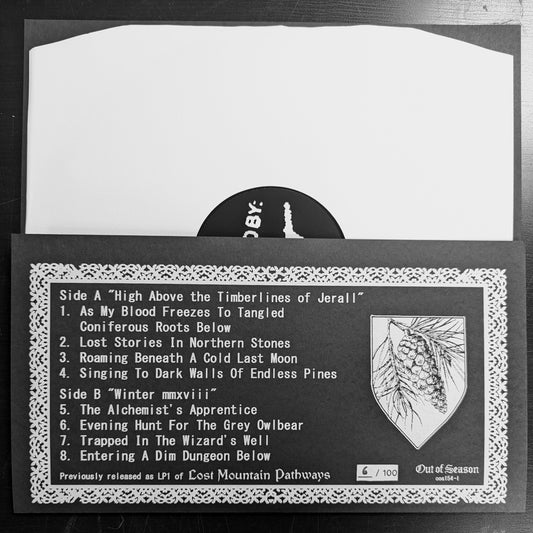 D BY:
Side A "High Above the Timberlines of Jerall"
1. As My Blood Freezes To Tangled
Coniferous Roots Below
2. Lost Stories In Northern Stones
3. Roaming Beneath A Cold Last Moon
4. Singing To Dark Walls Of Endless Pines
Side B "Winter mmxviii"
5. The Alchemist's Apprentice
6. Evening Hunt For The Grey Owlbear
7. Trapped In The Wizard's Well
8. Entering A Dim Dungeon Below
Previously released as LP1 of Lost Mountain Pathways
6 / 100
Out of Season
oos154-1